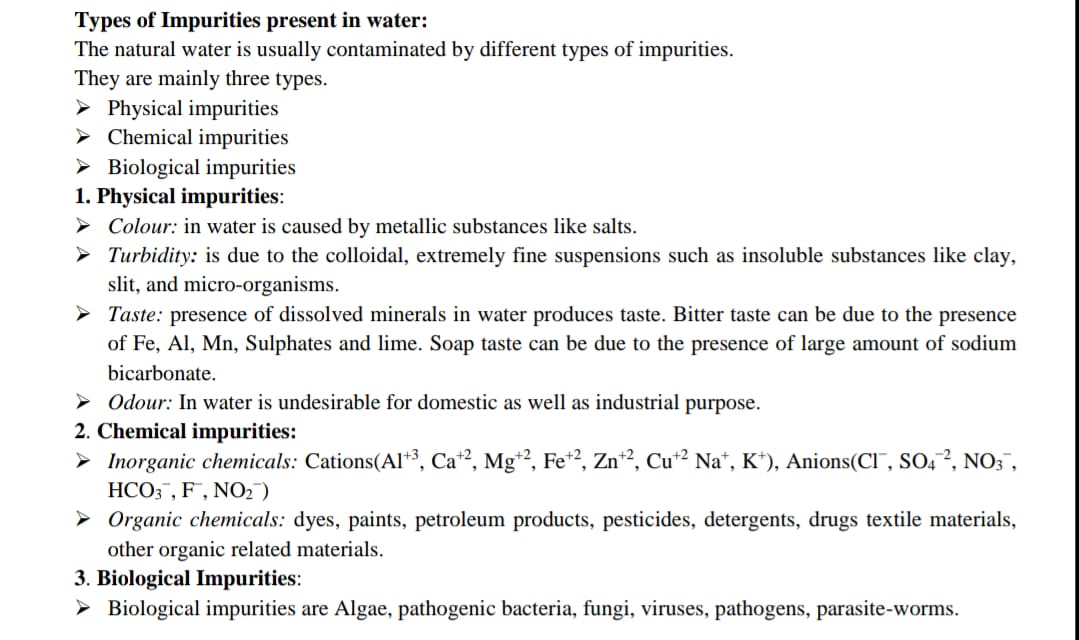 Types of Impurities present in water:
The natural water is usually contaminated by different types of impurities.
They are mainly three types.
➢ Physical impurities
➢ Chemical impurities
➢ Biological impurities
1. Physical impurities:
➢ Colour: in water is caused by metallic substances like salts.
➢ Turbidity: is due to the colloidal, extremely fine suspensions such as insoluble substances like clay,
slit, and micro-organisms.
➢ Taste: presence of dissolved minerals in water produces taste. Bitter taste can be due to the presence
of Fe, Al, Mn, Sulphates and lime. Soap taste can be due to the presence of large amount of sodium
bicarbonate.
➢ Odour: In water is undesirable for domestic as well as industrial purpose.
2. Chemical impurities:
➢ Inorganic chemicals: Cations(Al⁺³, Ca⁺², Mg⁺², Fe⁺², Zn⁺², Cu⁺² Na⁺, K⁺), Anions(Cl⁻, SO₄⁻², NO₃⁻,
HCO₃⁻, F⁻, NO₂⁻)
➢ Organic chemicals: dyes, paints, petroleum products, pesticides, detergents, drugs textile materials,
other organic related materials.
3. Biological Impurities:
➢ Biological impurities are Algae, pathogenic bacteria, fungi, viruses, pathogens, parasite-worms.